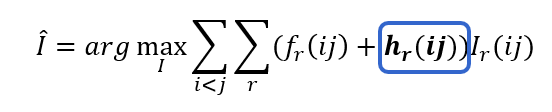 Î = arg max_I ∑_{i<j} ∑_r (f_r(ij) + h_r(ij))I_r(ij)